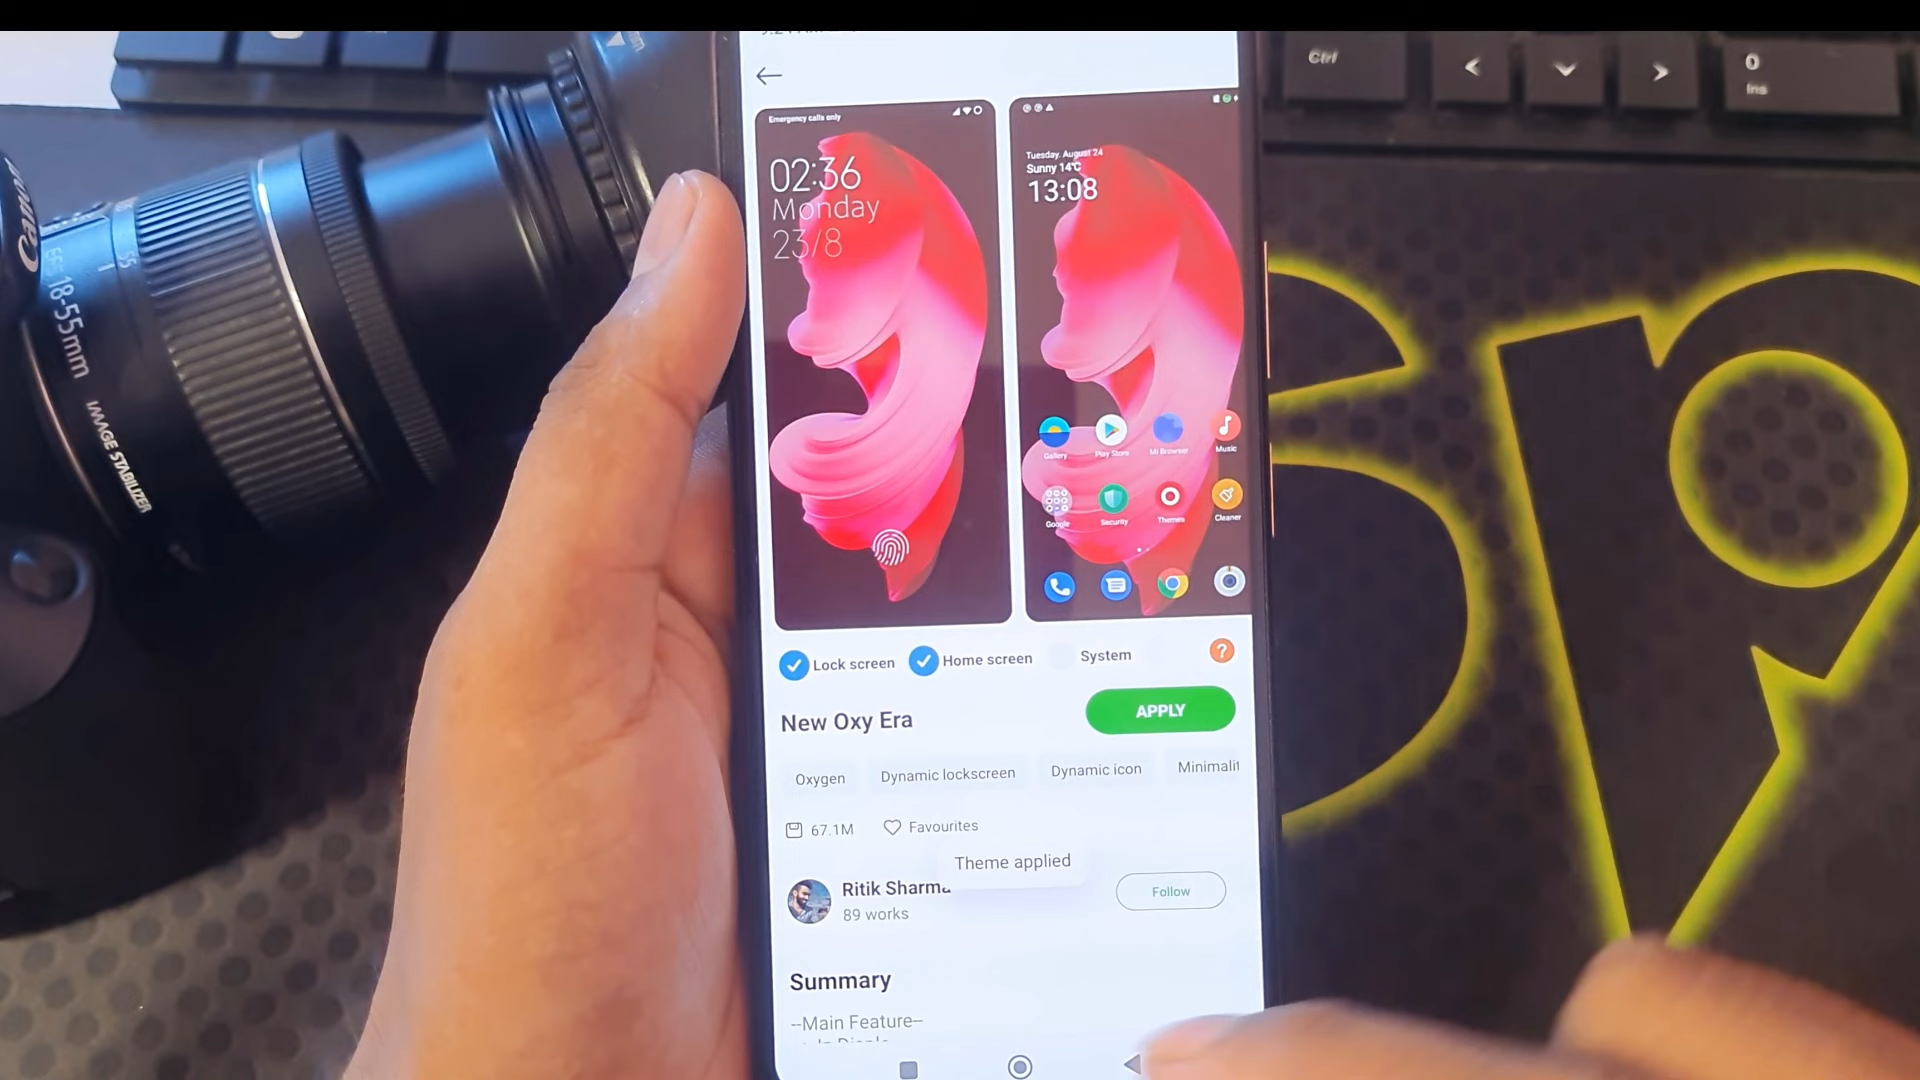 Ctrl
0
Ins
Canon
EFS 18-55mm
IMAGE STABILIZER
55
Emergency calls only
02:36
Monday
23/8
Tuesday. August 24
Sunny 14°C
13:08
Gallery
Play Store
Mi Browser
Music
Google
Security
Themes
Cleaner
Lock screen
Home screen
System
?
New Oxy Era
APPLY
Oxygen
Dynamic lockscreen
Dynamic icon
67.1M
Favourites
Theme applied
Ritik Sharma
89 works
Follow
Summary
--Main Feature--